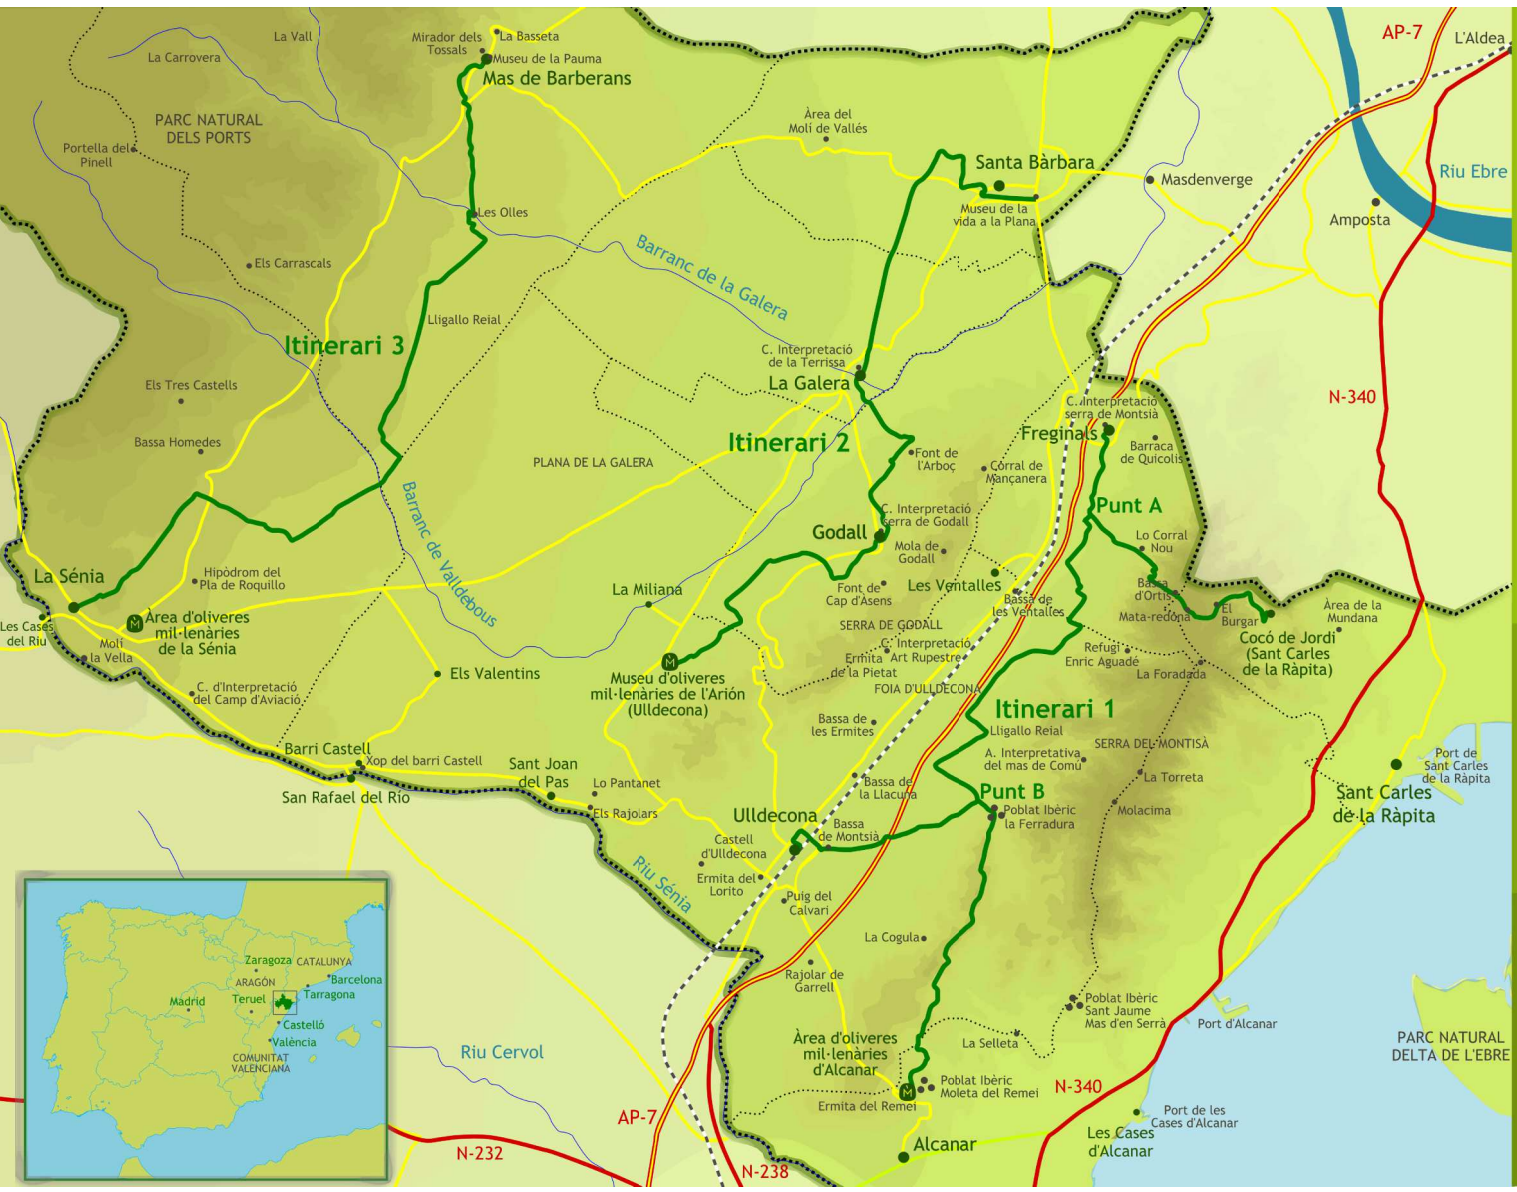 La Vall
La Carrovera
Mirador dels
Tossals
La Basseta
Museu de la Pauma
Mas de Barberans
AP-7
L'Aldea
PARC NATURAL
DELS PORTS
Portella del
Pinell
Àrea del
Molí de Vallés
Santa Bàrbara
Masdenverge
Riu Ebre
Amposta
Museu de la
vida a la Plana
Les Olles
Els Carrascals
Barranc de la Galera
Lligallo Reial
Itinerari 3
C. Interpretació
de la Terrissa
La Galera
Els Tres Castells
Bassa Homedes
N-340
C. Interpretació
serra de Montsià
Freginals
Barraca
de Quicolis
Itinerari 2
Font de
l'Arboç
Corral de
Mançanera
PLANA DE LA GALERA
Barranc de Valldebous
Punt A
C. Interpretació
serra de Godall
Godall
Mola de
Godall
Lo Corral
Nou
La Sénia
Hipòdrom del
Pla de Roquillo
La Miliana
Font de
Cap d'Àsens
Les Ventalles
Bassa de
les Ventalles
Bassa
d'Ortis
Mata-redona
El
Burgar
Àrea de la
Mundana
Cocó de Jordi
(Sant Carles
de la Ràpita)
Les Cases
del Riu
Àrea d'oliveres
mil·lenàries
de la Sénia
Molí
la Vella
SERRA DE GODALL
C. Interpretació
Art Rupestre
Ermita
de la Pietat
Refugi
Enric Aguadé
La Foradada
C. d'Interpretació
del Camp d'Aviació
Els Valentins
Museu d'oliveres
mil·lenàries de l'Arión
(Ulldecona)
FOIA D'ULLDECONA
Itinerari 1
Lligallo Reial
Bassa de
les Ermites
SERRA DEL MONTISÀ
A. Interpretativa
del mas de Comú
La Torreta
Barri Castell
Xop del barri Castell
San Rafael del Río
Sant Joan
del Pas
Lo Pantanet
Els Rajolars
Bassa de
la Llacuna
Punt B
Poblat Ibèric
la Ferradura
Molacima
Port de
Sant Carles
de la Ràpita
Sant Carles
de la Ràpita
Ulldecona
Bassa
de Montsià
Castell
d'Ulldecona
Ermita del
Lorito
Riu Sénia
Puig del
Calvari
La Cogula
Rajolar de
Garrell
Poblat Ibèric
Sant Jaume
Mas d'en Serrà
Port d'Alcanar
La Selleta
PARC NATURAL
DELTA DE L'EBRE
Àrea d'oliveres
mil·lenàries
d'Alcanar
Poblat Ibèric
Moleta del Remei
Ermita del Remei
N-340
Port de les
Cases d'Alcanar
Les Cases
d'Alcanar
Alcanar
Riu Cervol
AP-7
N-232
N-238
Zaragoza
CATALUNYA
Barcelona
ARAGÓN
Tarragona
Madrid
Teruel
Castelló
València
COMUNITAT
VALENCIANA